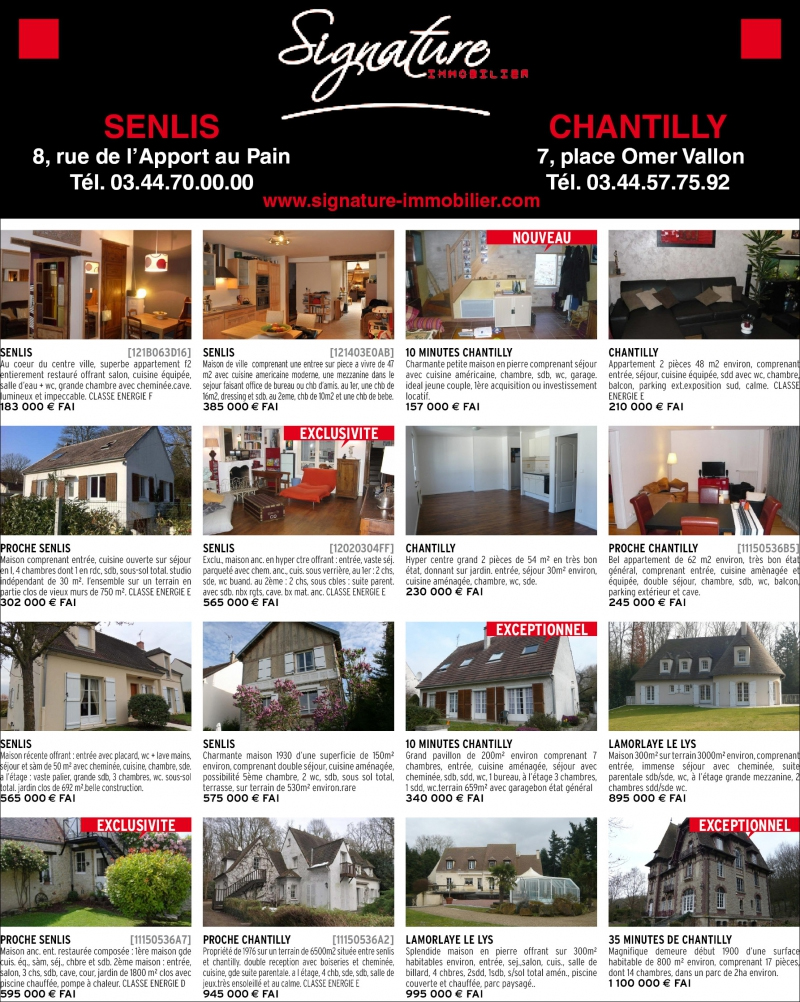 Signature
IMMOBILIER
SENLIS
8, rue de l'Apport au Pain
Tél. 03.44.70.00.00
CHANTILLY
7, place Omer Vallon
Tél. 03.44.57.75.92
www.signature-immobilier.com
SENLIS [121B063D16]
Au coeur du centre ville, superbe appartement f2
entierement restauré offrant salon, cuisine équipée,
salle d'eau + wc, grande chambre avec cheminée.cave.
lumineux et impeccable. CLASSE ENERGIE F
183 000 € FAI
SENLIS [121403E0AB]
Maison de ville comprenant une entree sur piece a vivre de 47
m2 avec cuisine americaine moderne, une mezzanine dans le
sejour faisant office de bureau ou chb d'amis. au 1er, une chb de
16m2, dressing et sdb. au 2eme, chb de 10m2 et une chb de bebe.
385 000 € FAI
NOUVEAU
10 MINUTES CHANTILLY
Charmante petite maison en pierre comprenant séjour
avec cuisine américaine, chambre, sdb, wc, garage.
ideal jeune couple, 1ère acquisition ou investissement
locatif.
157 000 € FAI
CHANTILLY
Appartement 2 pièces 48 m2 environ, comprenant
entrée, séjour, cuisine équipée, sdd avec wc, chambre,
balcon, parking ext.exposition sud, calme. CLASSE
ENERGIE E
210 000 € FAI
PROCHE SENLIS
Maison comprenant entrée, cuisine ouverte sur séjour
en l, 4 chambres dont 1 en rdc, sdb, sous-sol total. studio
indépendant de 30 m². l'ensemble sur un terrain en
partie clos de vieux murs de 750 m². CLASSE ENERGIE E
302 000 € FAI
EXCLUSIVITE
SENLIS [12020304FF]
Exclu., maison anc. en hyper ctre offrant : entrée, vaste séj.
parqueté avec chem. anc., cuis. sous verrière, au 1er : 2 chs,
sde, wc buand. au 2ème : 2 chs, sous cbles : suite parent.
avec sdb. nbx rgts, cave. bx mat. anc. CLASSE ENERGIE E
565 000 € FAI
CHANTILLY
Hyper centre grand 2 pièces de 54 m² en très bon
état, donnant sur jardin. entrée, séjour 30m² environ,
cuisine aménagée, chambre, wc, sde.
230 000 € FAI
PROCHE CHANTILLY [11150536B5]
Bel appartement de 62 m2 environ, très bon état
général, comprenant entrée, cuisine aménagée et
équipée, double séjour, chambre, sdb, wc, balcon,
parking extérieur et cave.
245 000 € FAI
SENLIS
Maison récente offrant : entrée avec placard, wc + lave mains,
séjour et sàm de 50 m² avec cheminée, cuisine, chambre, sde.
a l'étage : vaste palier, grande sdb, 3 chambres, wc. sous-sol
total. jardin clos de 692 m².belle construction.
565 000 € FAI
SENLIS
Charmante maison 1930 d'une superficie de 150m²
environ, comprenant double séjour, cuisine aménagée,
possibilité 5ème chambre, 2 wc, sdb, sous sol total,
terrasse, sur terrain de 530m² environ.rare
575 000 € FAI
EXCEPTIONNEL
10 MINUTES CHANTILLY
Grand pavillon de 200m² environ comprenant 7
chambres, entrée, cuisine aménagée, séjour avec
cheminée, sdb, sdd, wc, 1 bureau, à l'étage 3 chambres,
1 sdd, wc.terrain 659m² avec garagebon état général
340 000 € FAI
LAMORLAYE LE LYS
Maison 300m² sur terrain 3000m² environ, comprenant
entrée, immense séjour avec cheminée, suite
parentale sdb/sde, wc, à l'étage grande mezzanine, 2
chambres sdd/sde wc.
895 000 € FAI
EXCLUSIVITE
PROCHE SENLIS [11150536A7]
Maison anc. ent. restaurée composée : 1ère maison gde
cuis. éq., sàm, séj., chbre et sdb. 2ème maison : entrée,
salon, 3 chs, sdb, cave, cour, jardin de 1800 m² clos avec
piscine chauffée, pompe à chaleur. CLASSE ENERGIE D
595 000 € FAI
PROCHE CHANTILLY [11150536A2]
Propriété de 1976 sur un terrain de 6500m2 située entre senlis
et chantilly. double reception avec boiseries et cheminée,
cuisine, gde suite parentale. a l étage, 4 chb, sde, sdb, salle de
jeux.très ensoleillé et au calme. CLASSE ENERGIE E
945 000 € FAI
LAMORLAYE LE LYS
Splendide maison en pierre offrant sur 300m²
habitables environ, entrée, sej.,salon, cuis., salle de
billard, 4 chbres, 2sdd, 1sdb, s/sol total amén., piscine
couverte et chauffée, parc paysagé..
995 000 € FAI
EXCEPTIONNEL
35 MINUTES DE CHANTILLY
Magnifique demeure début 1900 d'une surface
habitable de 800 m² environ, comprenant 17 pièces,
dont 14 chambres, dans un parc de 2ha environ.
1 100 000 € FAI